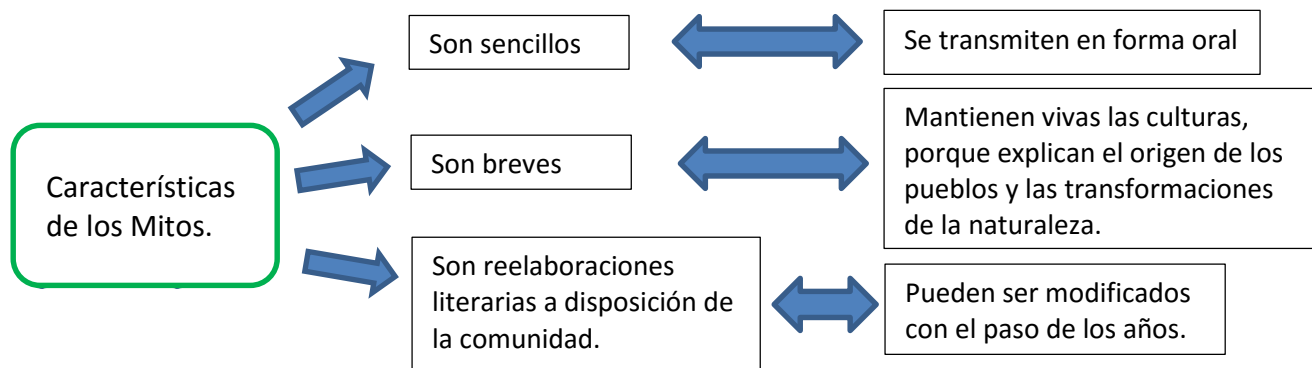 Son sencillos
Se transmiten en forma oral
Caracterísficas
de los Mitos.
Son breves
Mantienen vivas las culturas,
porque explican el origen de los
pueblos y las transformaciones
de la naturaleza.
Son reelaboraciones
literarias a disposición de
la comunidad.
Pueden ser modificados
con el paso de los años.